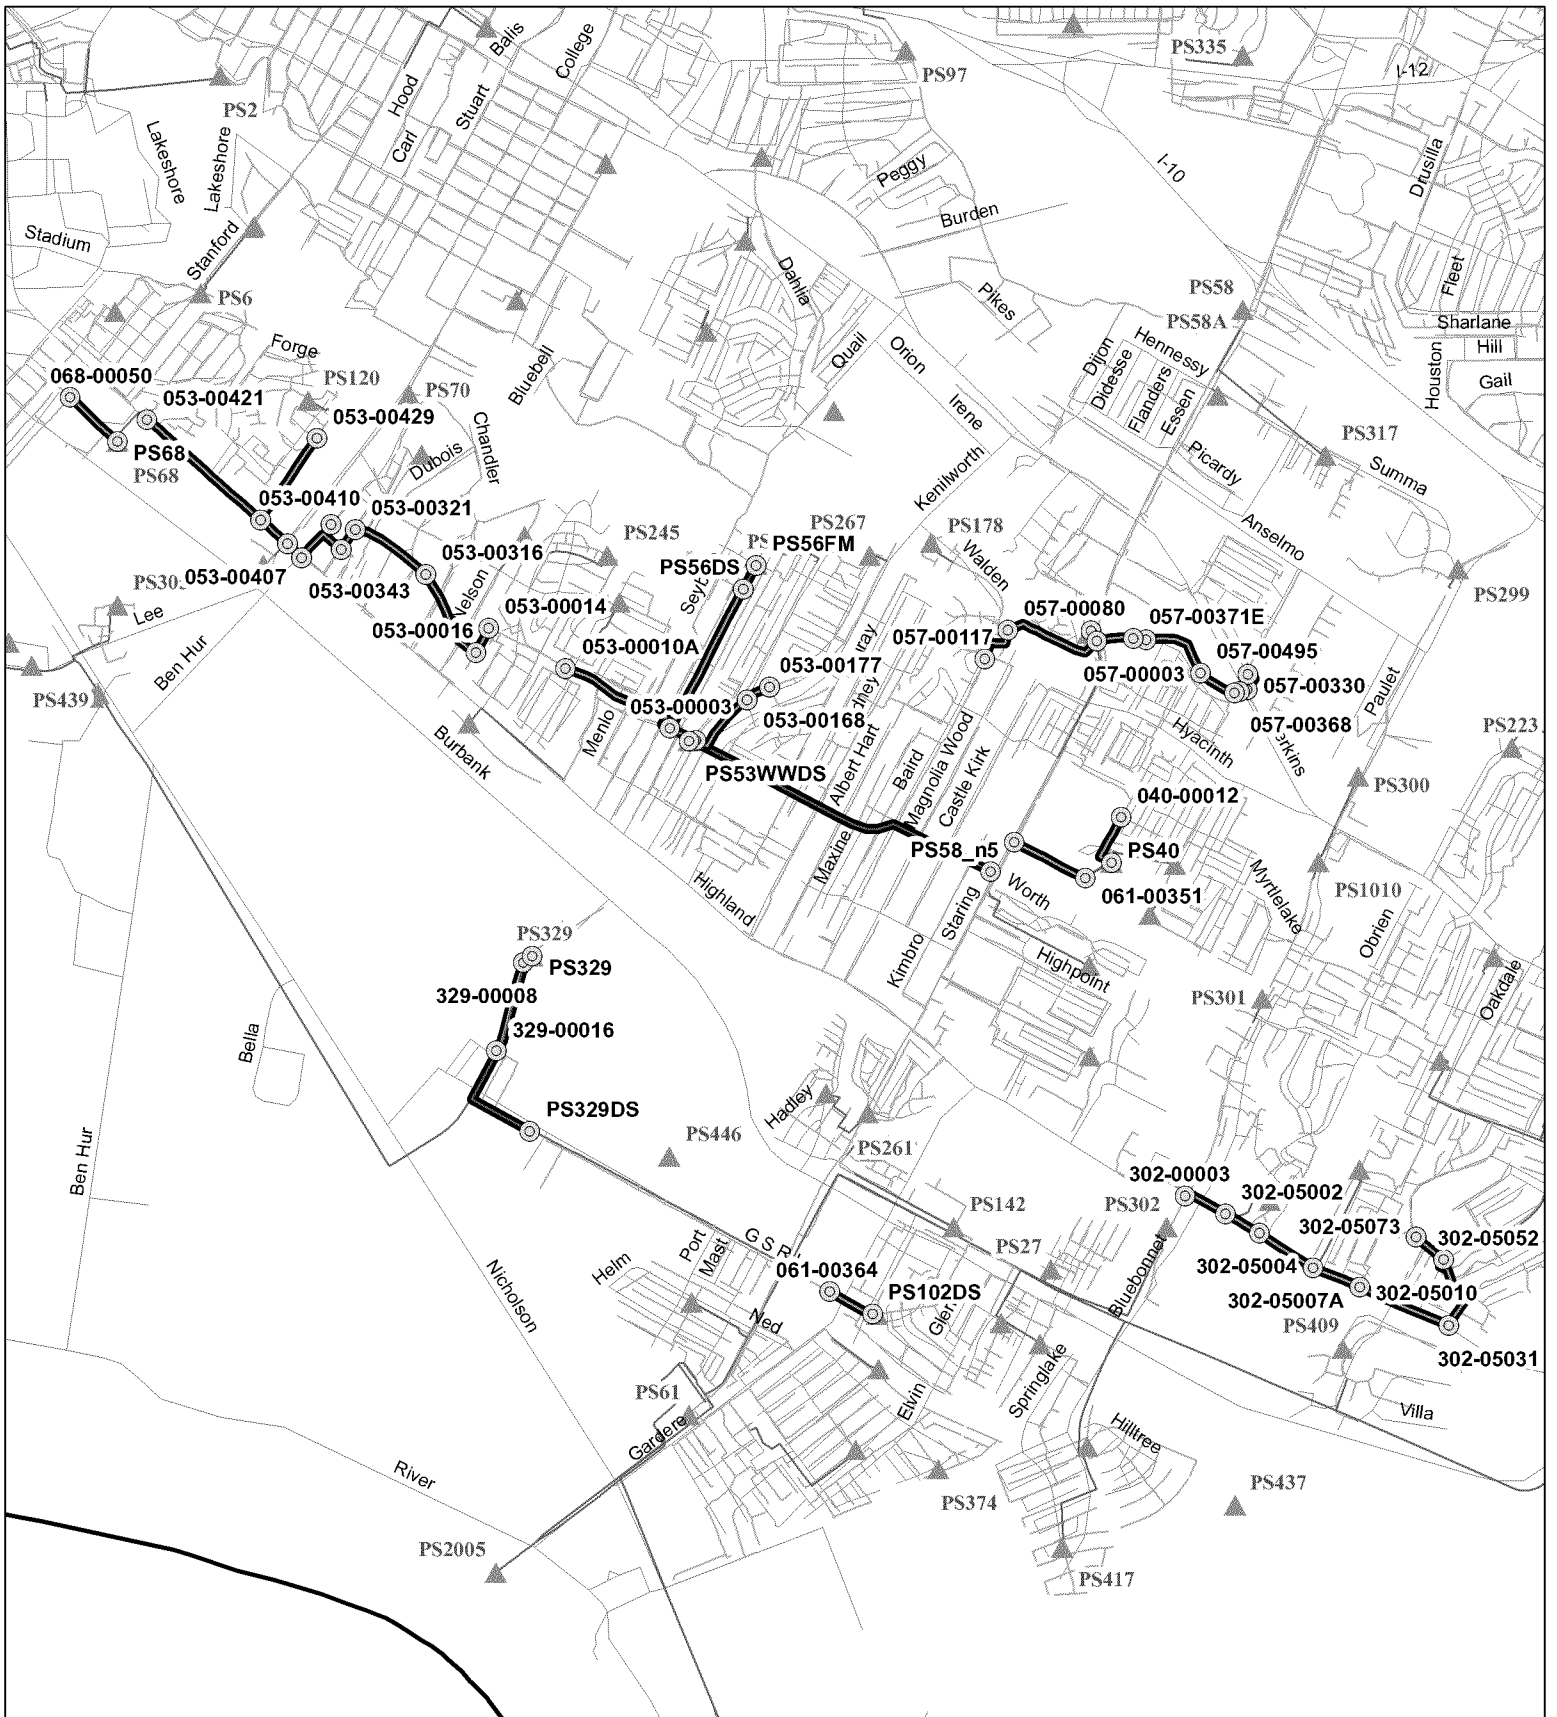 Balis
College
PS335
I-12
PS97
Hood
Stuart
PS2
Lakeshore
Lakeshore
Carl
Peggy
I-10
Drusilla
Burden
Stadium
Stanford
Dahlia
Fleet
PS6
Pikes
PS58
PS58A
Sharlane
Forge
Quail
Orion
Dijon
Didesse
Hennessy
Hill
Houston
Gail
068-00050
053-00421
PS120
PS70
053-00429
Bluebell
Irene
Flanders
Essen
PS68
PS68
Dubois
Chandler
Kenilworth
Picardy
PS317
Summa
053-00410
053-00321
PS245
PS267
PS178
Anselmo
PS56FM
053-00316
PS56DS
Walden
053-00407
053-00343
Nelson
PS299
Lee
053-00014
057-00080
057-00371E
053-00016
057-00117
057-00495
Ben Hur
053-00010A
053-00177
057-00003
057-00330
PS439
053-00003
053-00168
057-00368
Paulet
Burbank
Menlo
Hyacinth
PS223
PS53WWDS
Albert Hart
Baird
Magnolia Wood
Castle Kirk
PS300
040-00012
Maxine
PS58_n5
PS40
Highland
Worth
061-00351
Myrtlelake
PS1010
Staring
Obrien
PS329
PS329
Kimbro
Highpoint
Oakdale
329-00008
PS301
329-00016
Bella
Hadley
PS329DS
PS446
PS261
Ben Hur
302-00003
302-05002
PS142
PS302
302-05073
302-05052
Port
Mast
Helm
PS27
Bluebonnet
302-05004
061-00364
Nicholson
PS102DS
302-05007A
302-05010
Ned
PS409
302-05031
Springlake
PS61
Elvin
Villa
Gardere
Hilltree
River
PS374
PS437
PS2005
PS417